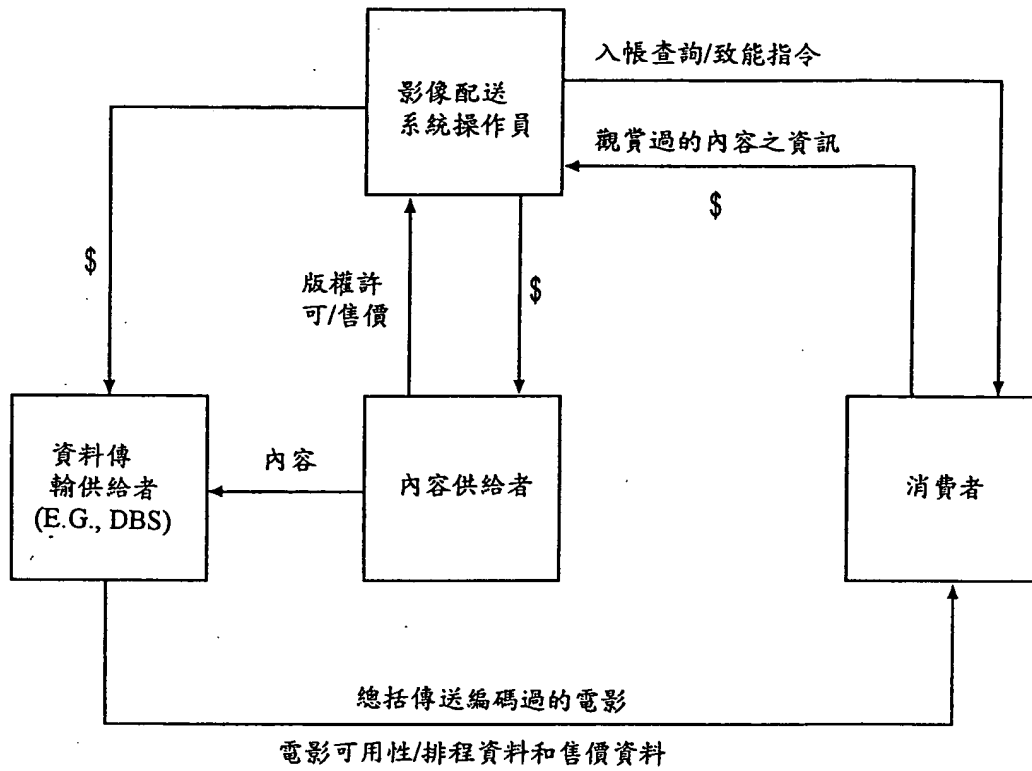 入帳查詢/致能指令
影像配送
系統操作員
觀賞過的內容之資訊
$
$
版權許
可/售價
$
資料傳
輸供給者
(E.G., DBS)
內容
內容供給者
消費者
總括傳送編碼過的電影
電影可用性/排程資料和售價資料